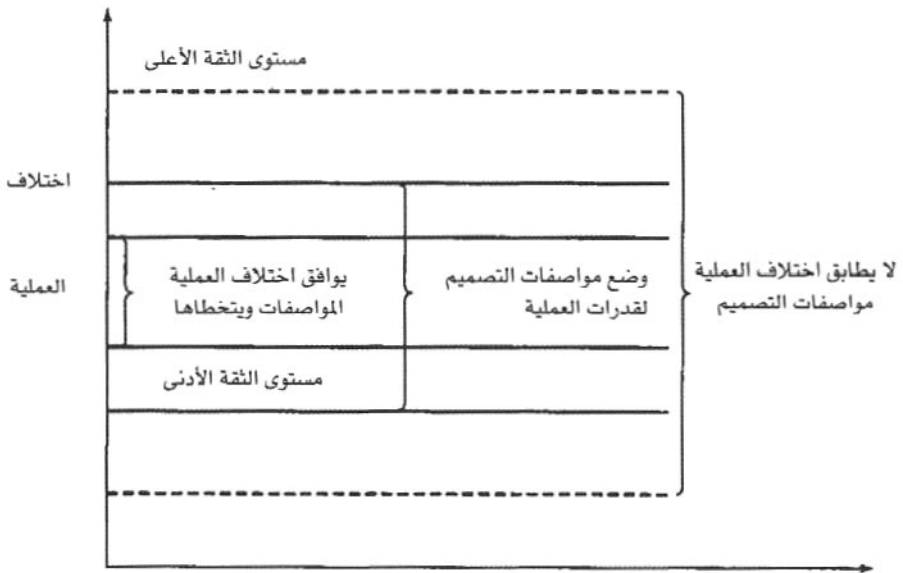 مستوى الثقة الأعلى
اختلاف
العملية
يوافق اختلاف العملية
المواصفات ويتخطاها
وضع مواصفات التصميم
لقدرات العملية
لا يطابق اختلاف العملية
مواصفات التصميم
مستوى الثقة الأدنى